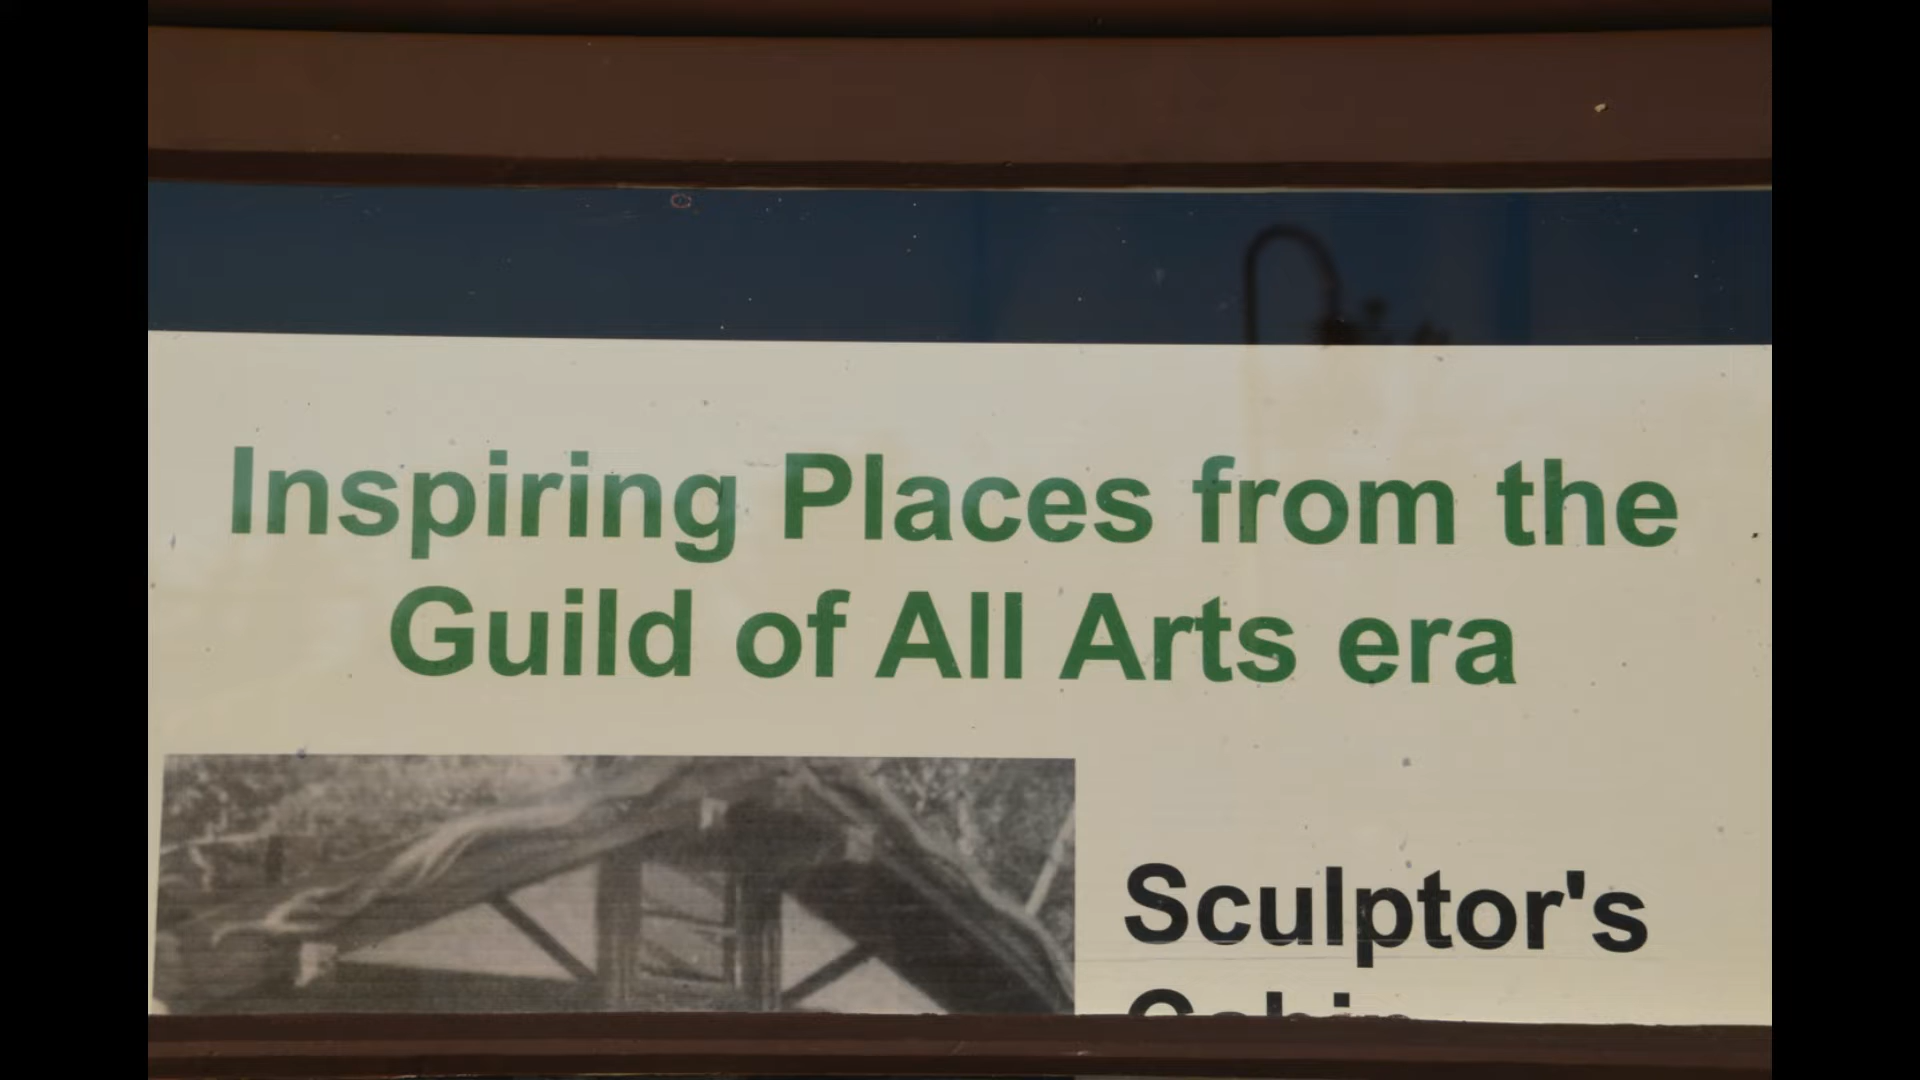 Inspiring Places from the
Guild of All Arts era
Sculptor's